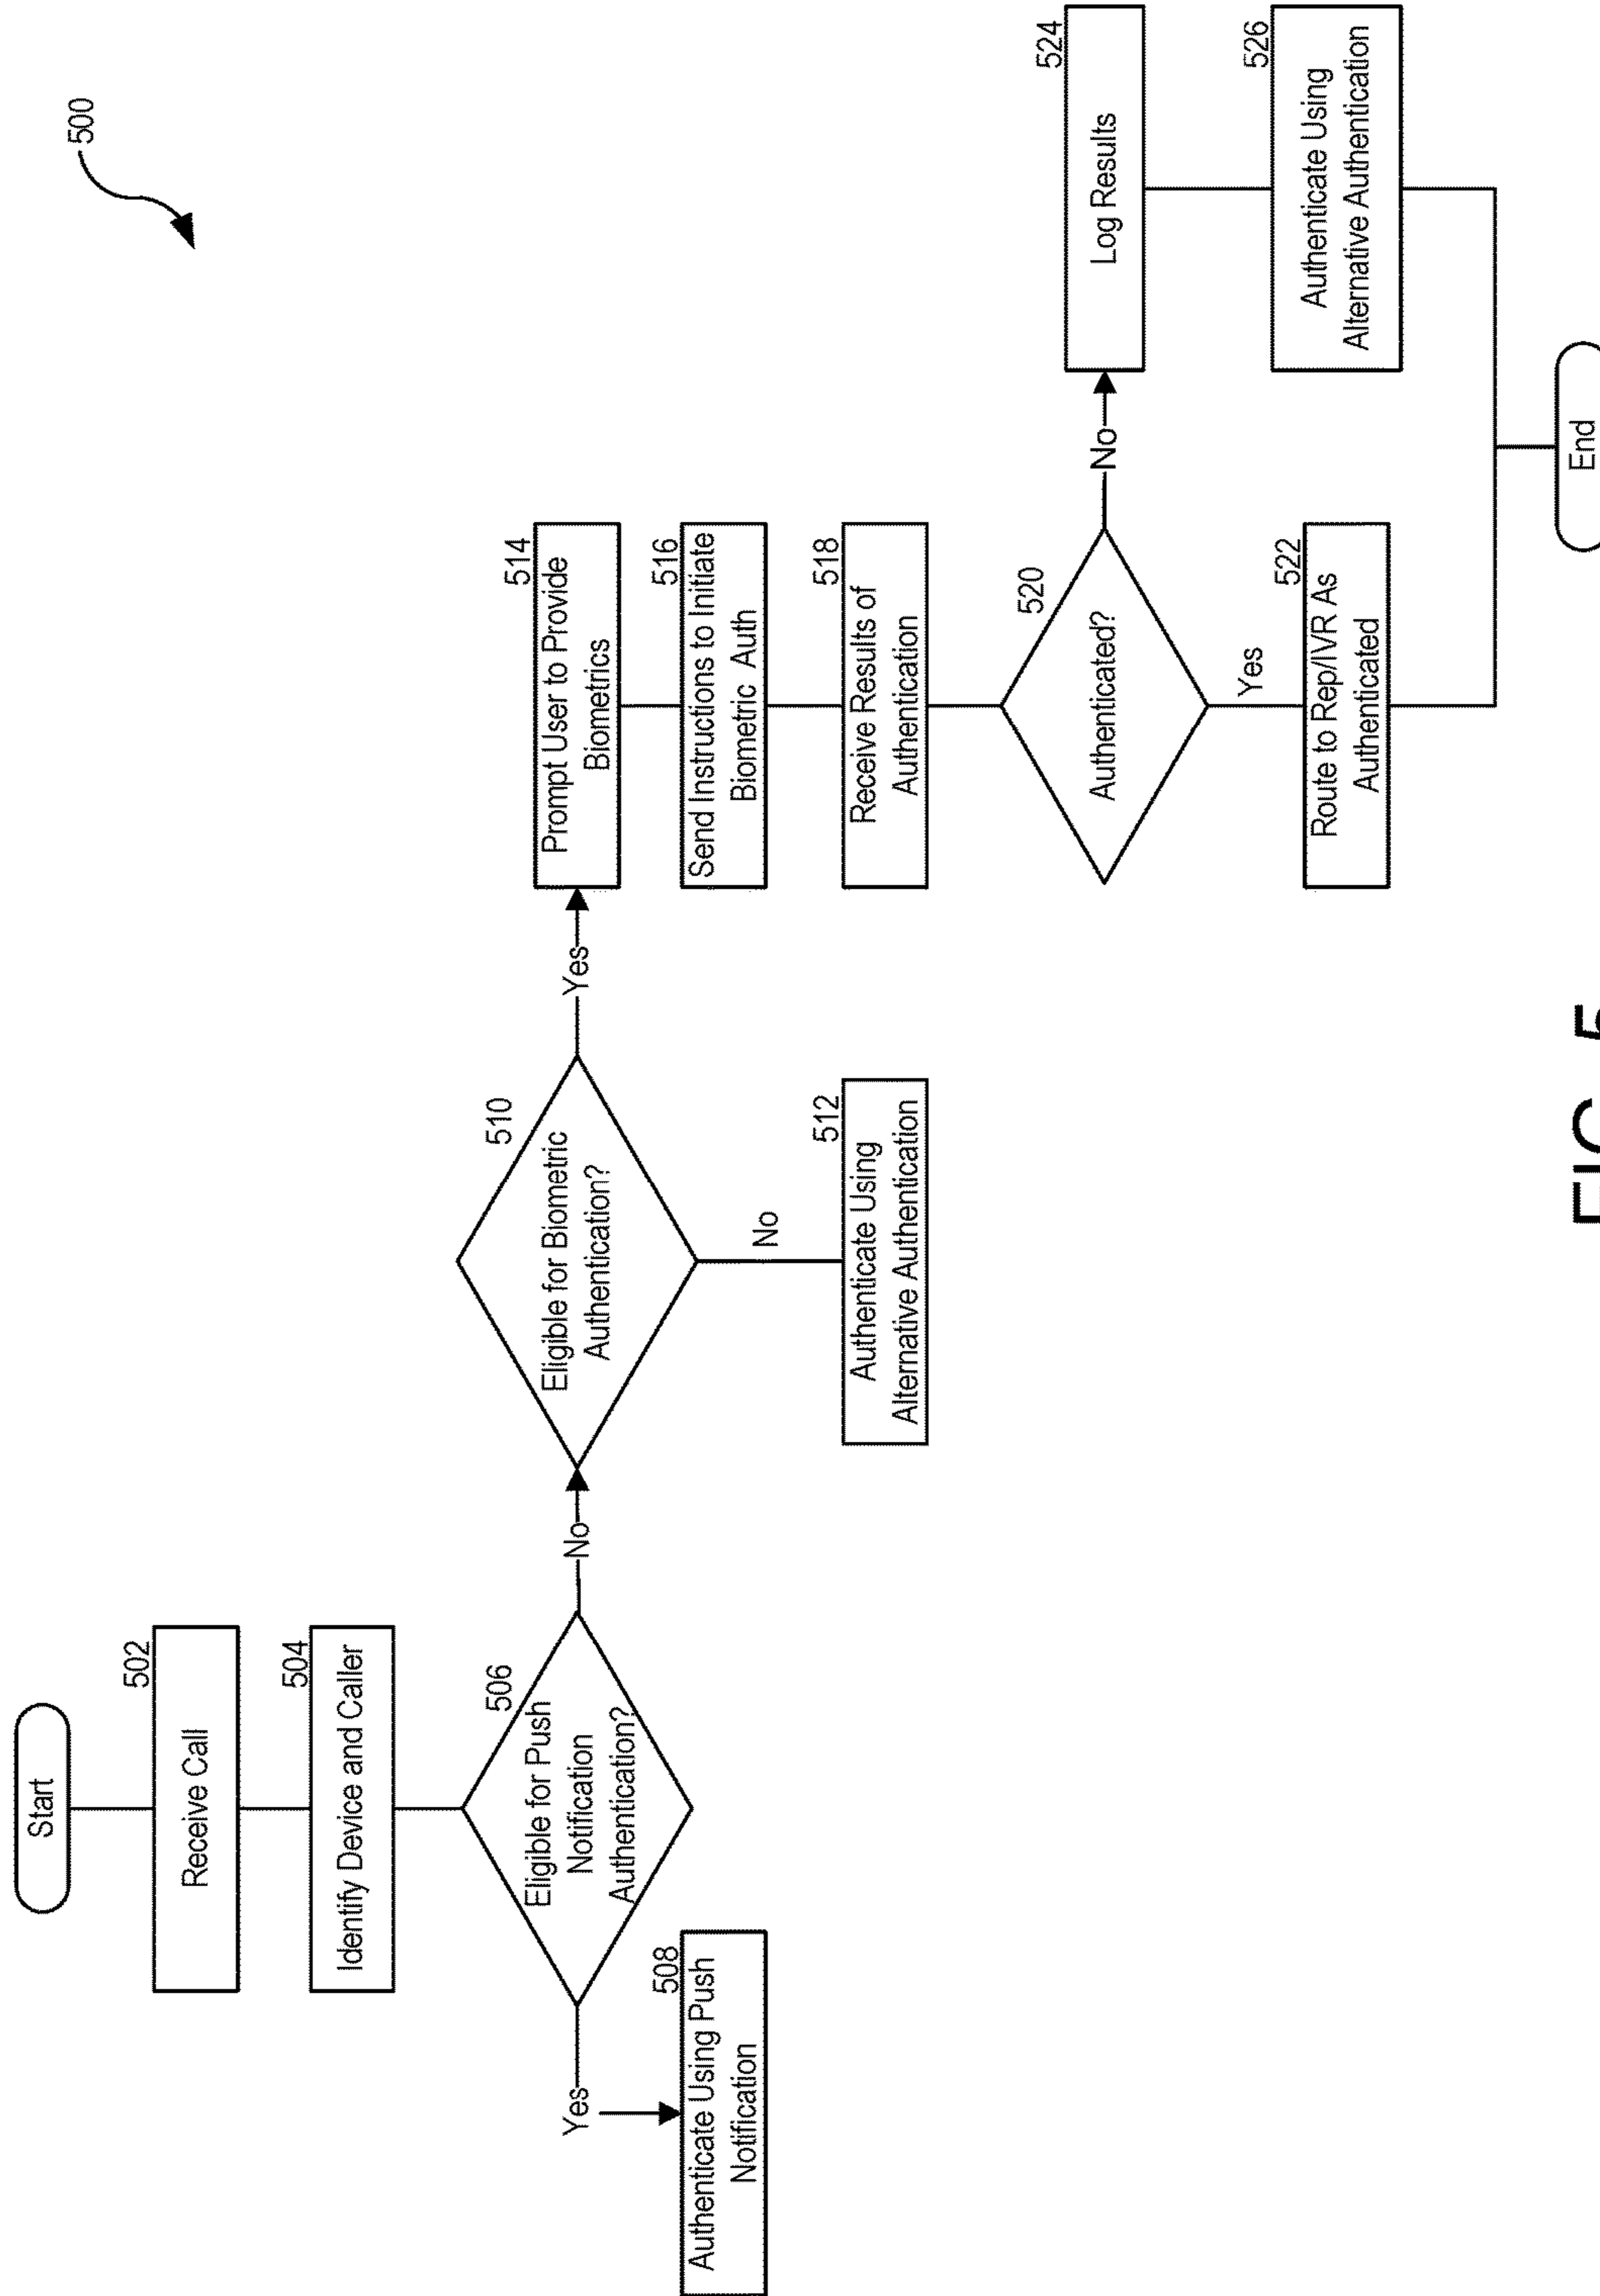 500
Start
502
Receive Call
504
Identify Device and Caller
506
Eligible for Push
Notification
Authentication?
Yes
508
Authenticate Using Push
Notification
No
510
Eligible for Biometric
Authentication?
No
512
Authenticate Using
Alternative Authentication
Yes
514
Prompt User to Provide
Biometrics
516
Send Instructions to Initiate
Biometric Auth
518
Receive Results of
Authentication
520
Authenticated?
Yes
522
Route to Rep/IVR As
Authenticated
No
524
Log Results
526
Authenticate Using
Alternative Authentication
End
FIG. 5